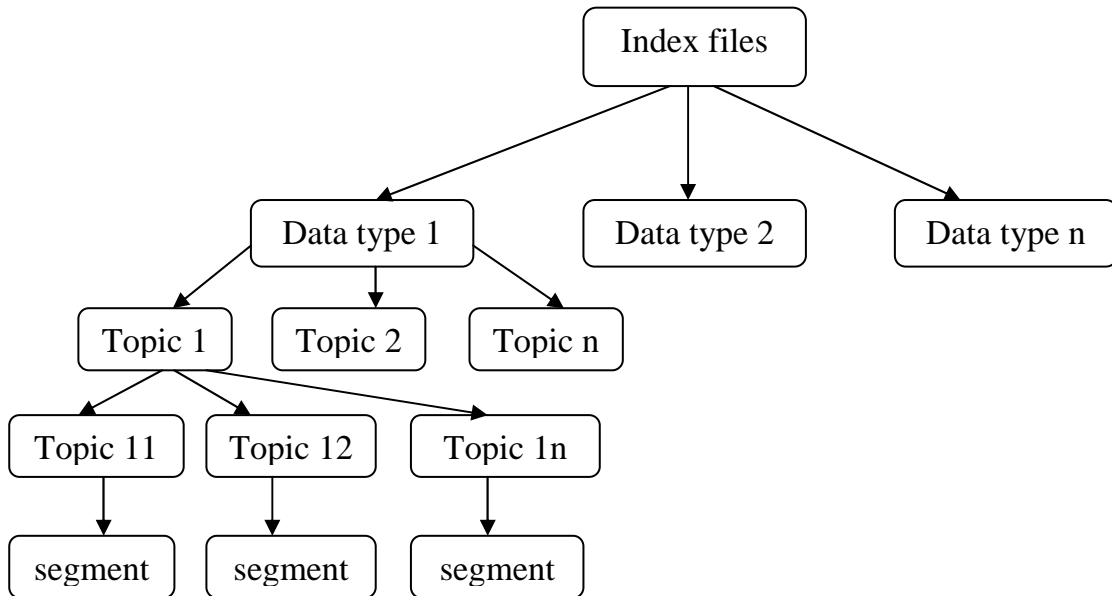 Index files
Data type 1
Data type 2
Data type n
Topic 1
Topic 2
Topic n
Topic 11
Topic 12
Topic 1n
segment
segment
segment